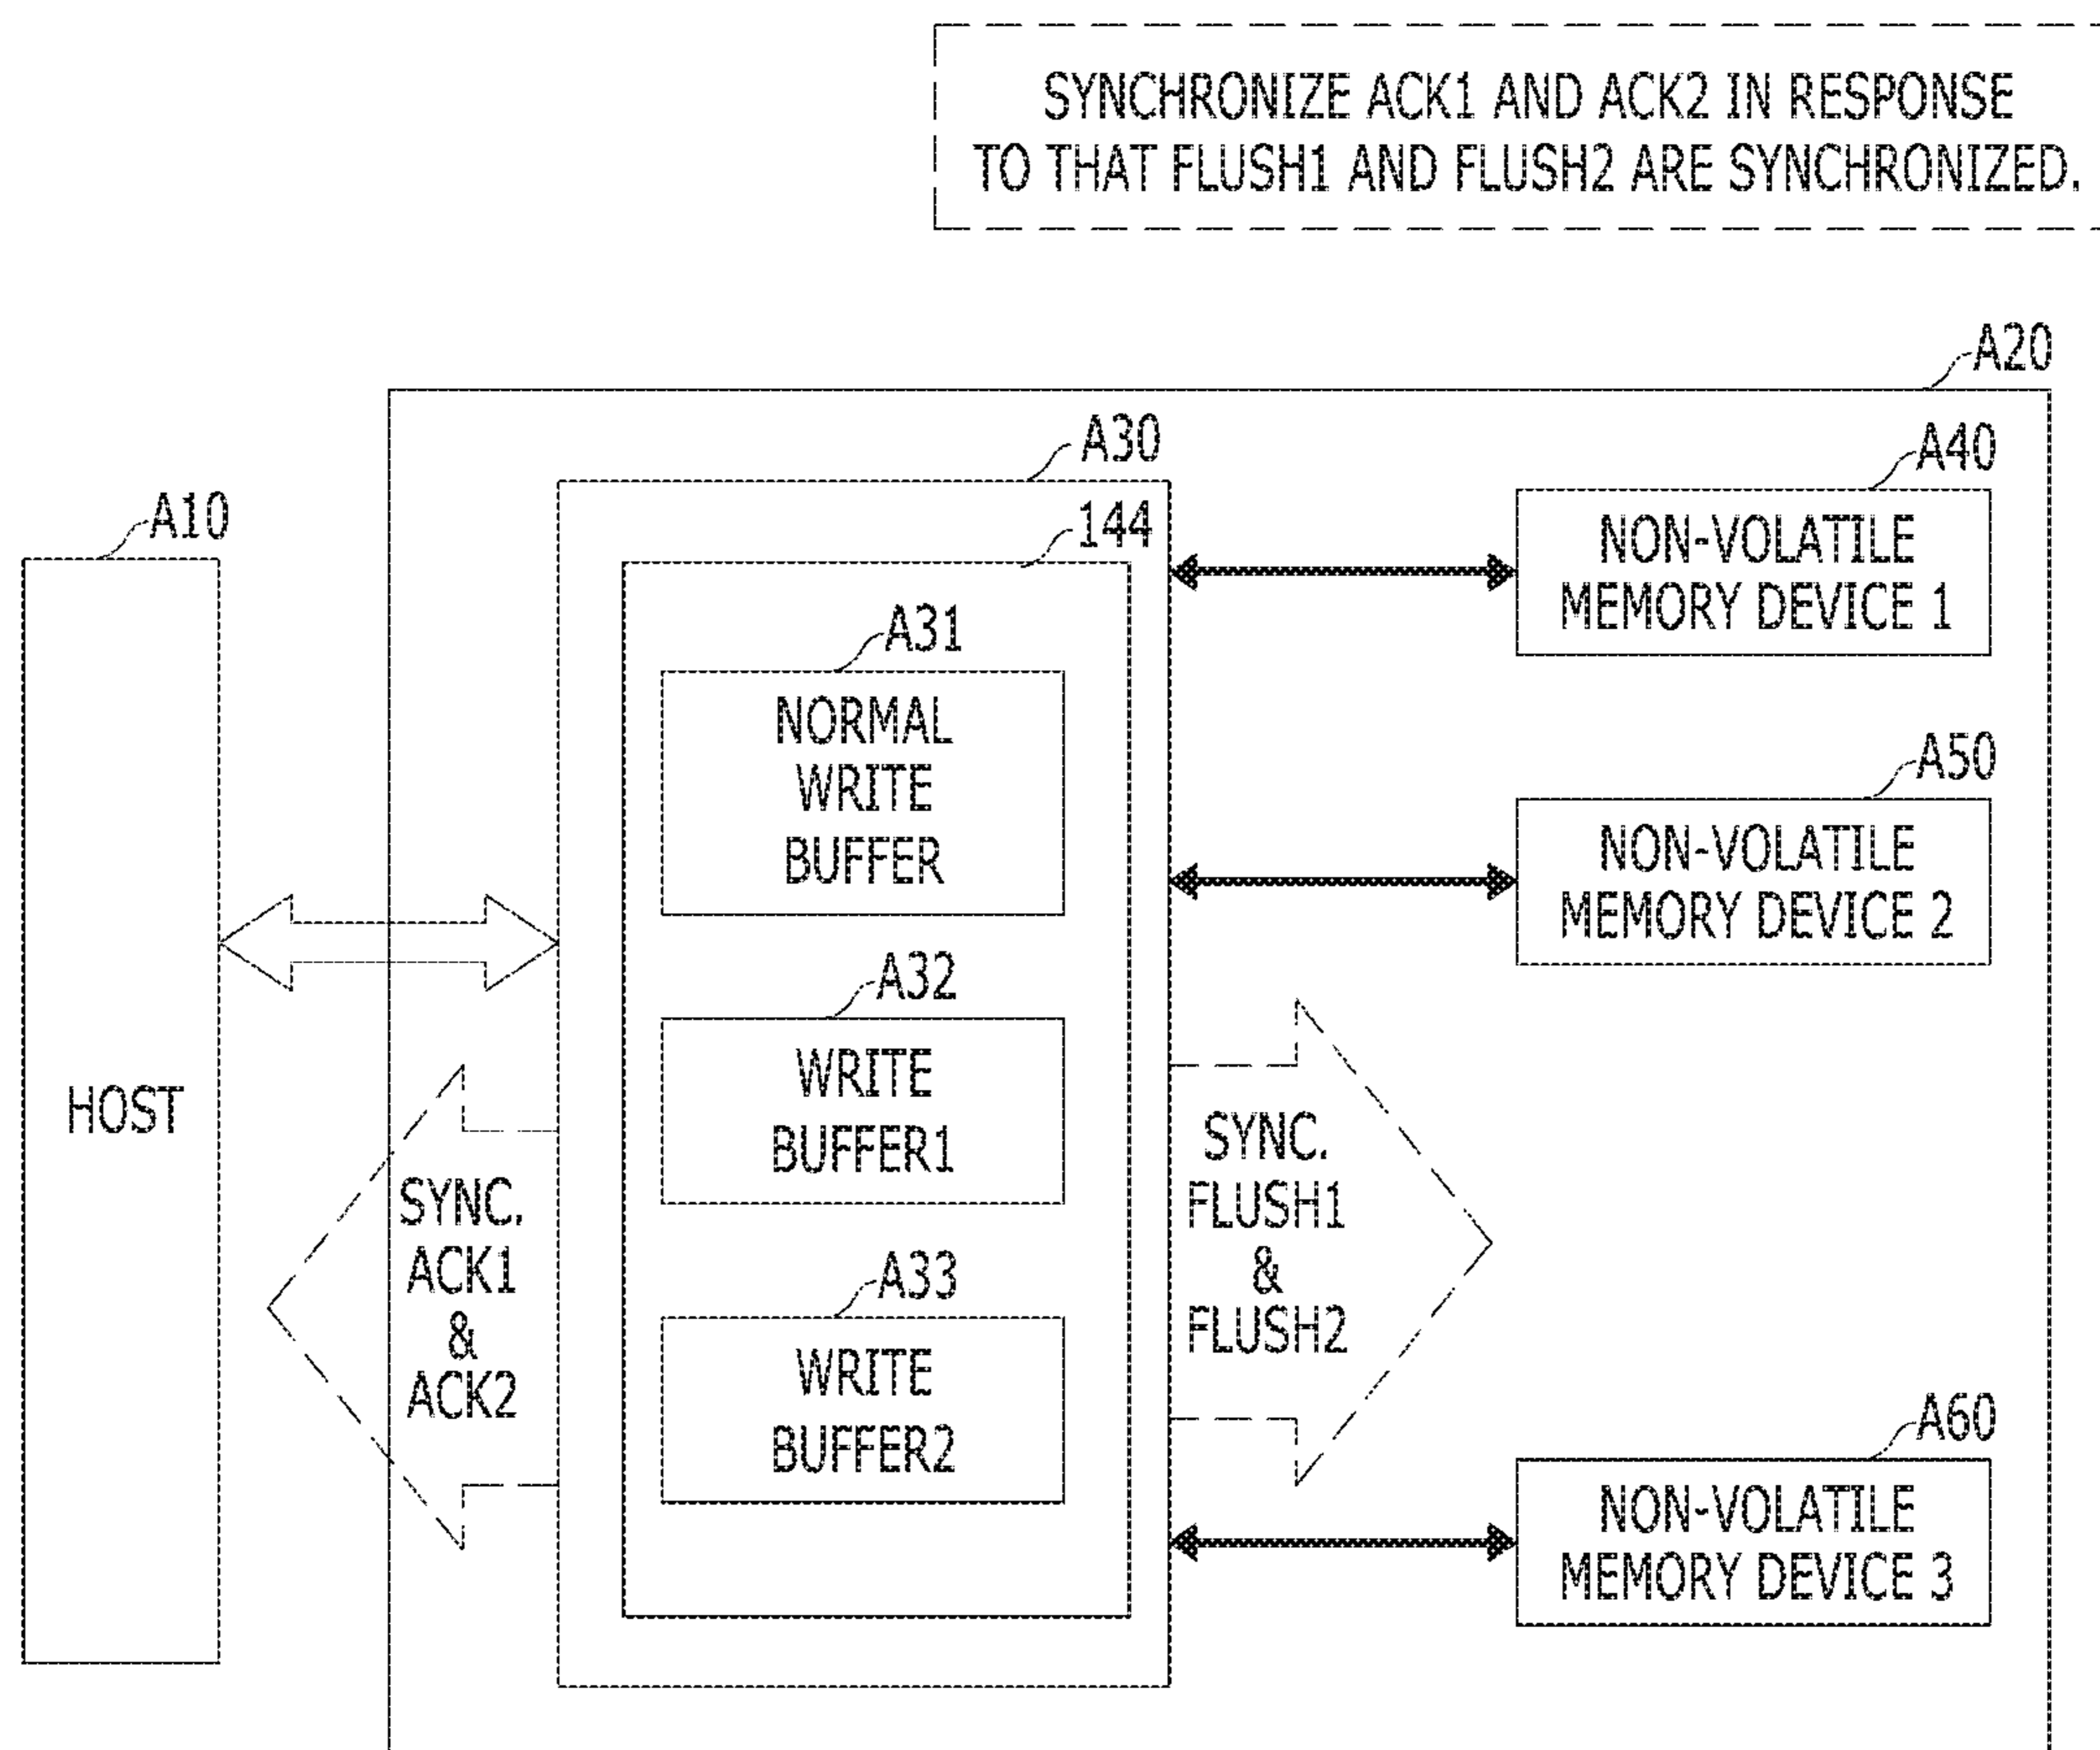 SYNCHRONIZE ACK1 AND ACK2 IN RESPONSE
TO THAT FLUSH1 AND FLUSH2 ARE SYNCHRONIZED.
A20
A30
A40
A10
144
NON-VOLATILE
MEMORY DEVICE 1
A31
NORMAL
WRITE
BUFFER
A50
NON-VOLATILE
MEMORY DEVICE 2
A32
WRITE
BUFFER1
HOST
SYNC.
ACK1
&
ACK2
SYNC.
FLUSH1
&
FLUSH2
A33
WRITE
BUFFER2
A60
NON-VOLATILE
MEMORY DEVICE 3